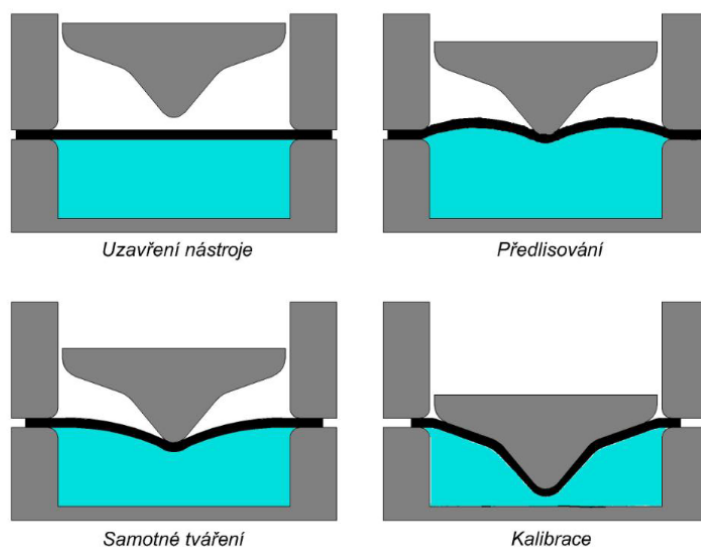 Uzavření nástroje
Předlisování
Samotné tváření
Kalibrace